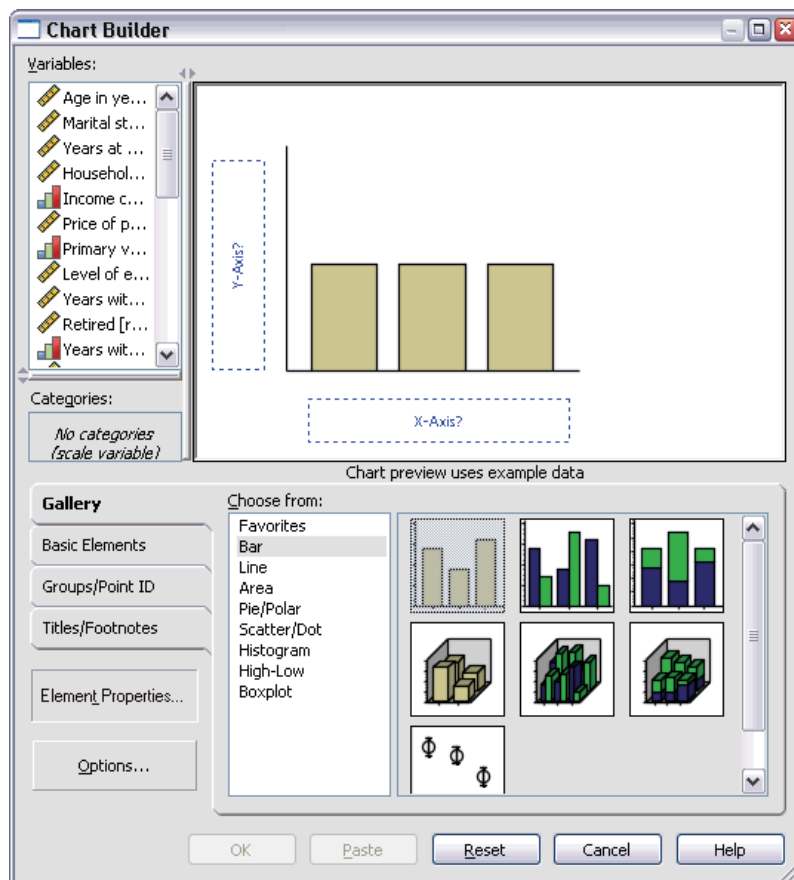 Chart Builder
Variables:
Age in ye...
Marital st...
Years at ...
Househol...
Income c...
Price of p...
Primary v...
Level of e...
Years wit...
Retired [r...
Years wit...
Y-Axis?
X-Axis?
Categories:
No categories
(scale variable)
Chart preview uses example data
Gallery
Basic Elements
Groups/Point ID
Titles/Footnotes
Element Properties...
Options...
Choose from:
Favorites
Bar
Line
Area
Pie/Polar
Scatter/Dot
Histogram
High-Low
Boxplot
OK
Paste
Reset
Cancel
Help